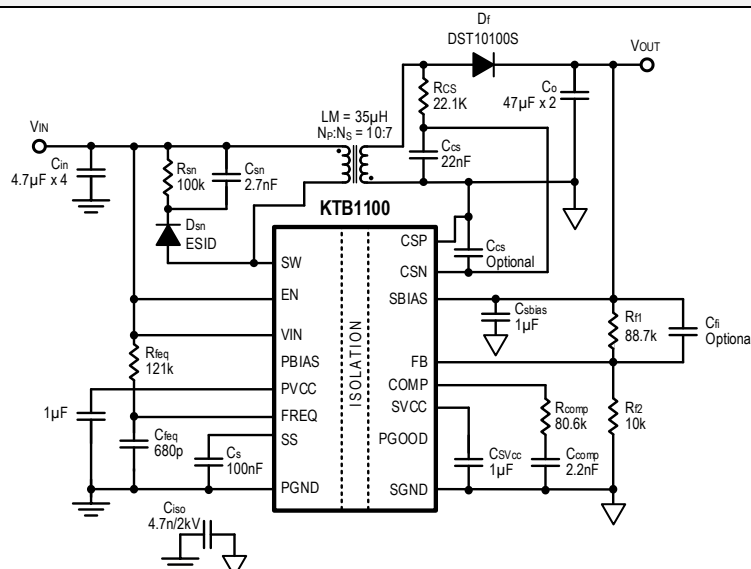 Df
DST10100S
VOUT
RCS
22.1K
Co
47µF x 2
LM = 35µH
NP:NS = 10:7
VIN
Cin
4.7µF x 4
Rsn
100k
Csn
2.7nF
Ccs
22nF
Dsn
ESID
KTB1100
CSP
Ccs
Optional
SW
CSN
EN
SBIAS
Csbias
1µF
Rf1
88.7k
Cfi
Optiona
VIN
Rfeq
121k
PBIAS
ISOLATION
FB
COMP
PVCC
1µF
SVCC
Rcomp
80.6k
Rf2
10k
FREQ
Cfeq
680p
SS
Cs
100nF
PGOOD
CSVcc
1µF
Ccomp
2.2nF
PGND
SGND
Ciso
4.7n/2kV